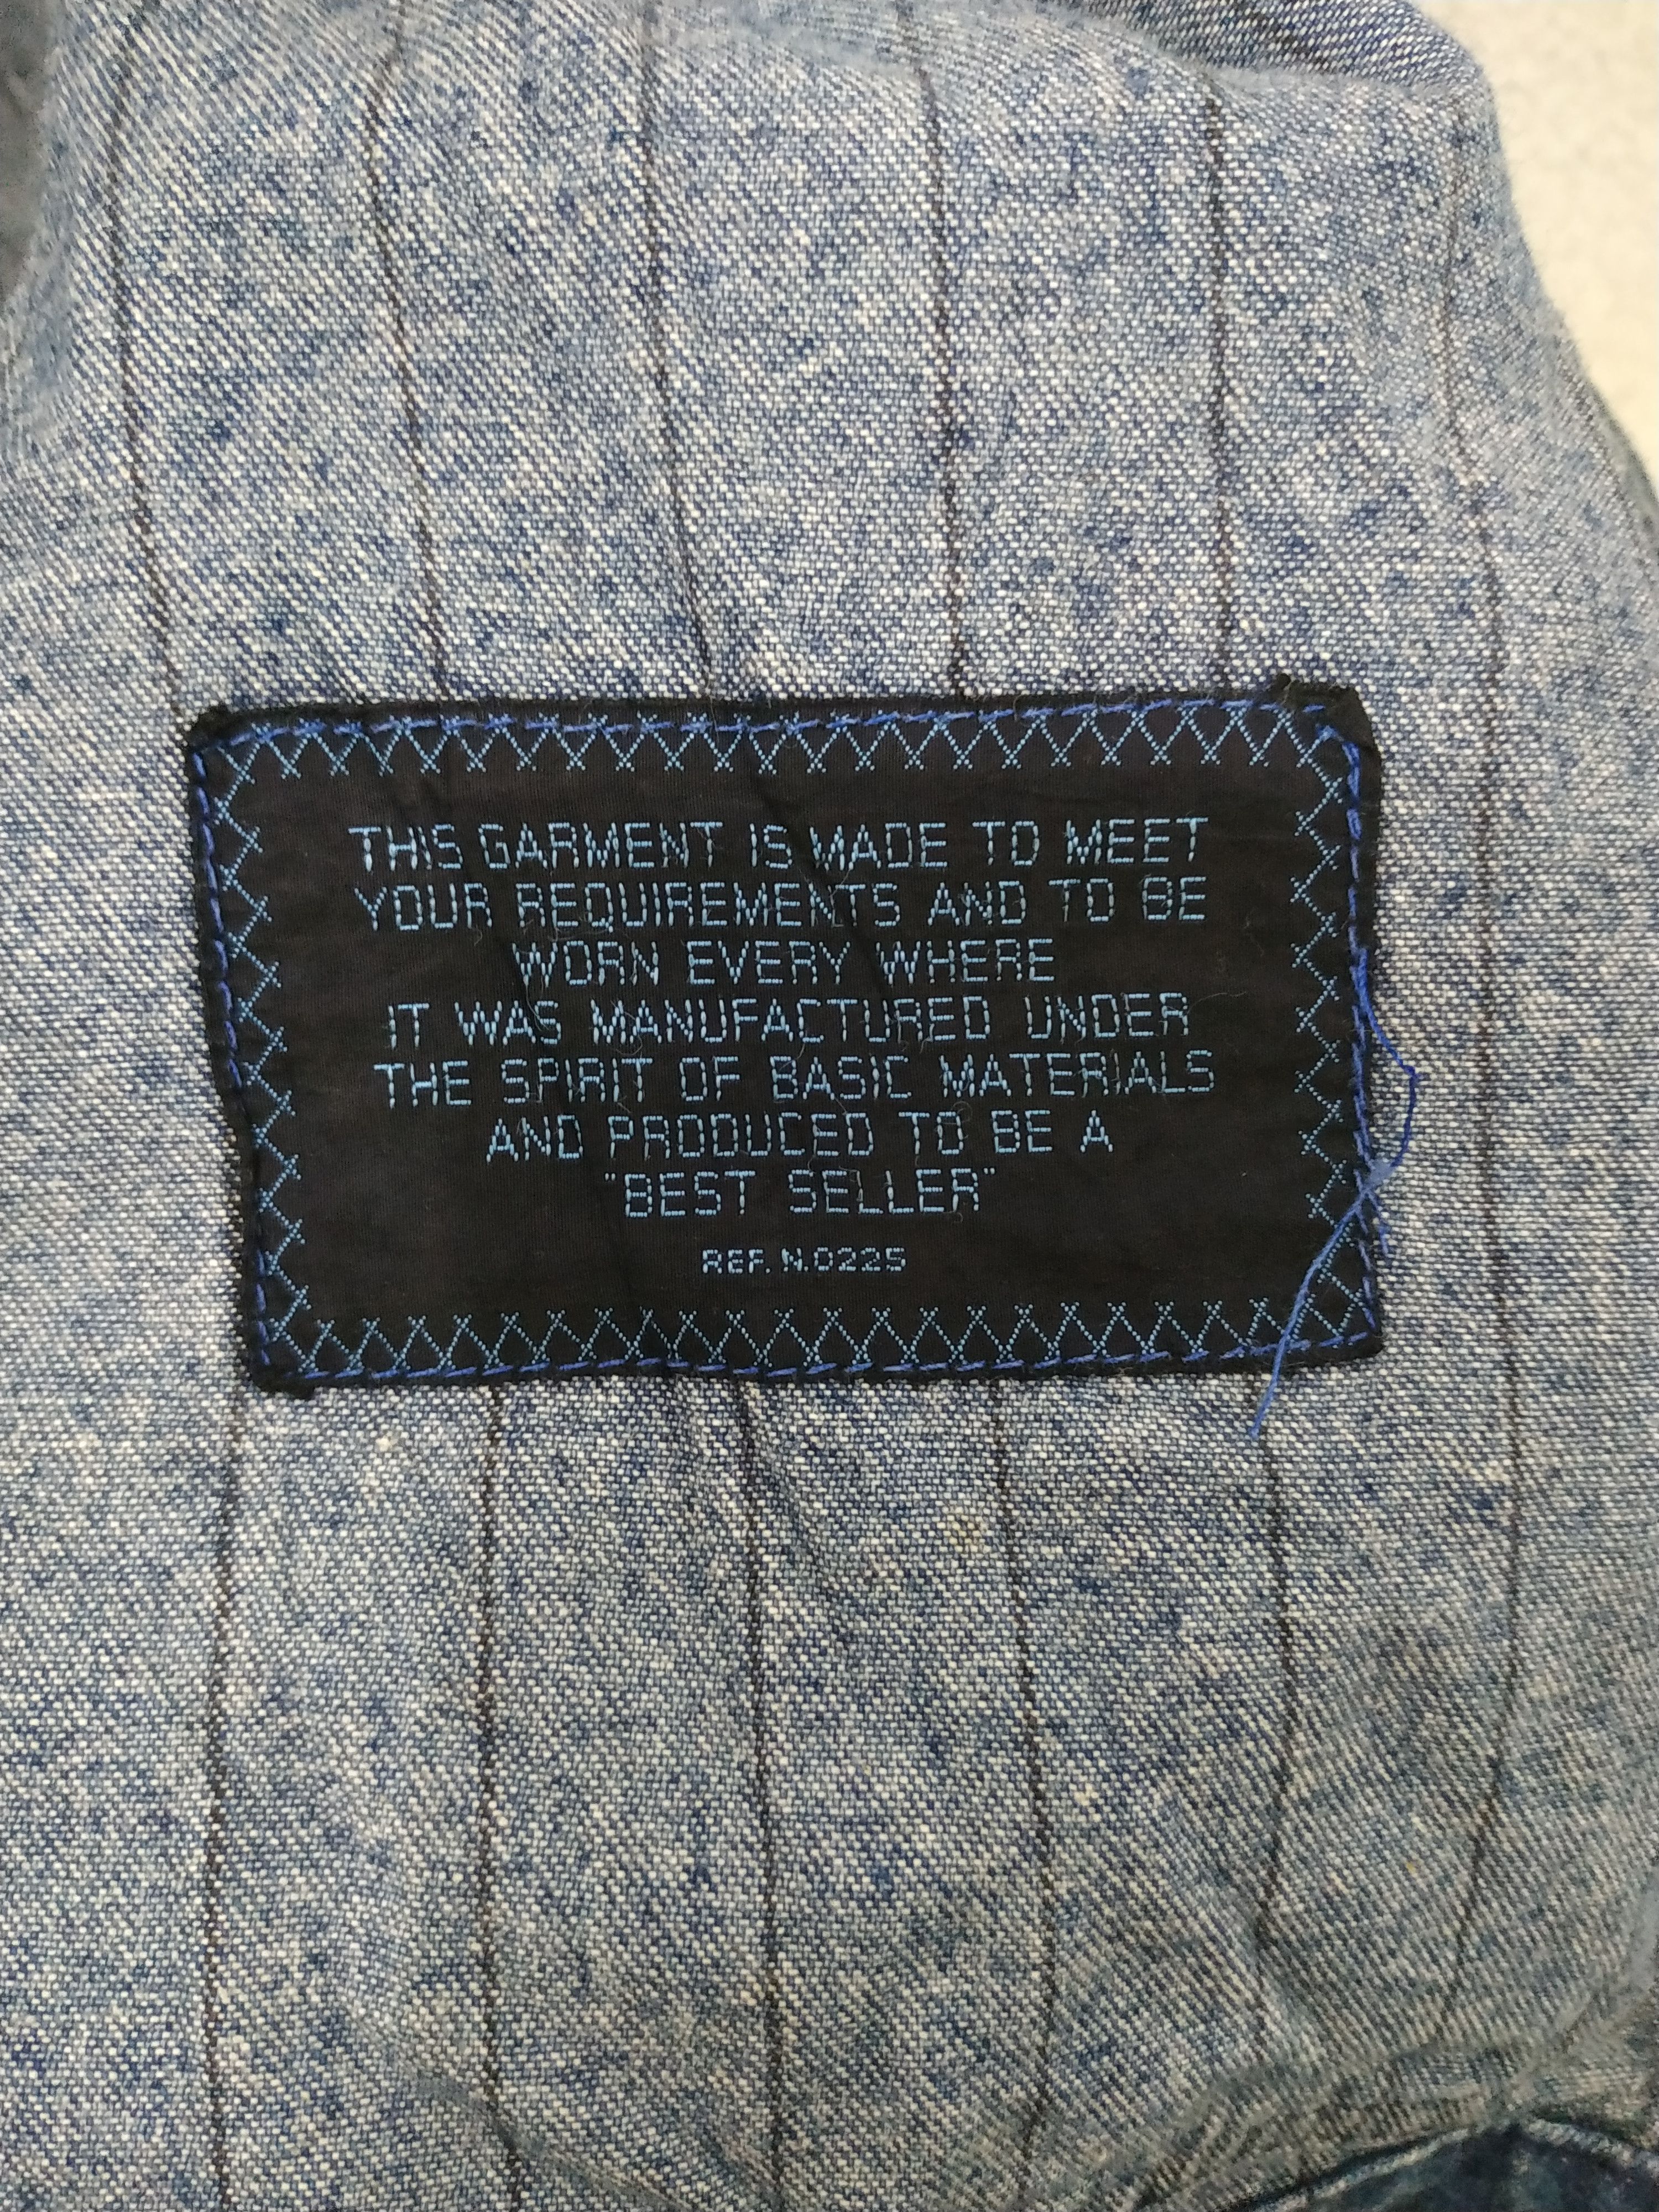 THIS GARMENT IS MADE TO MEET
YOUR REQUIREMENTS AND TO BE
WORN EVERY WHERE
IT WAS MANUFACTURED UNDER
THE SPIRIT OF BASIC MATERIALS
AND PRODUCED TO BE A
"BEST SELLER"
REF. N.0225